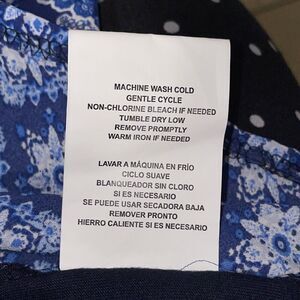 MACHINE WASH COLD
GENTLE CYCLE
NON-CHLORINE BLEACH IF NEEDED
TUMBLE DRY LOW
REMOVE PROMPTLY
WARM IRON IF NEEDED
LAVAR A MÁQUINA EN FRÍO
CICLO SUAVE
BLANQUEADOR SIN CLORO
SI ES NECESARIO
SE PUEDE USAR SECADORA BAJA
REMOVER PRONTO
HIERRO CALIENTE SI ES NECESARIO